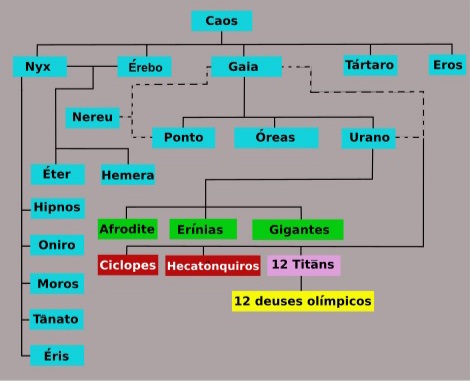 Caos
Nyx
Érebo
Gaia
Tártaro
Eros
Nereu
Ponto
Óreas
Urano
Éter
Hemera
Hipnos
Afrodite
Erínias
Gigantes
Oniro
Ciclopes
Hecatonquiros
12 Titãns
Moros
12 deuses olímpicos
Tânato
Éris